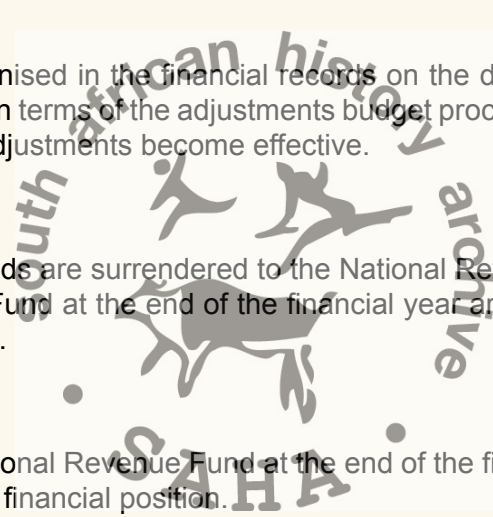 south african history archive
nised in the financial records on the d
n terms of the adjustments budget proc
djustments become effective.
ds are surrendered to the National Re
Fund at the end of the financial year a
.
onal Revenue Fund at the end of the fi
financial position.
SAHA